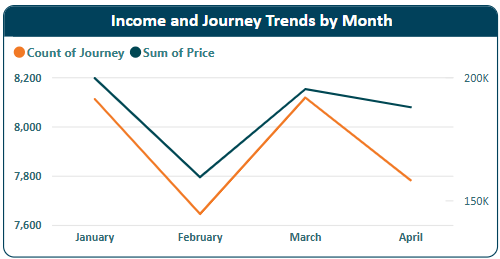 Income and Journey Trends by Month
Count of Journey Sum of Price
8,200 200K
8,000
7,800
150K
7,600
January February March April